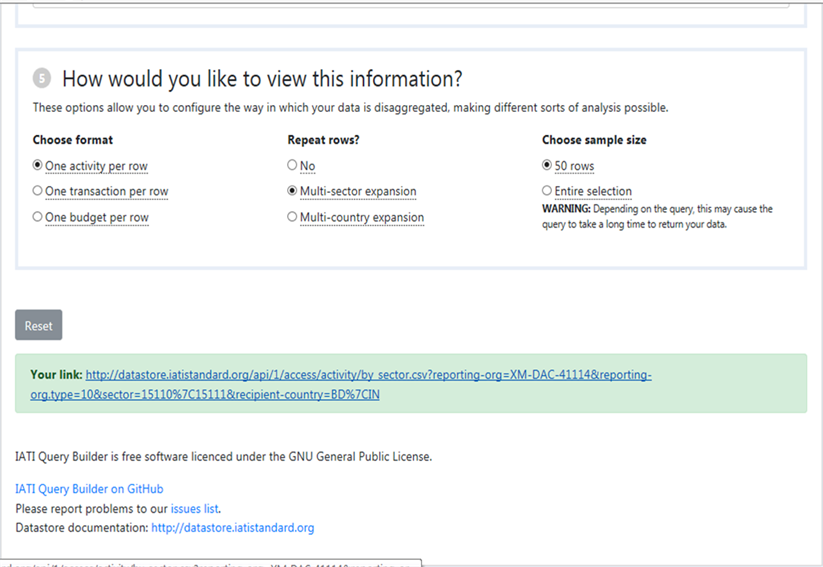 5 How would you like to view this information?
These options allow you to configure the way in which your data is disaggregated, making different sorts of analysis possible.
Choose format
One activity per row
One transaction per row
One budget per row
Repeat rows?
No
Multi-sector expansion
Multi-country expansion
Choose sample size
50 rows
Entire selection
WARNING: Depending on the query, this may cause the
query to take a long time to return your data.
Reset
Your link: http://datastore.iatistandard.org/api/1/access/activity/by_sector.csv?reporting-org=XM-DAC-41114&reporting-
org.type=10&sector=15110%7C15111&recipient-country=BD%7CIN
IATI Query Builder is free software licenced under the GNU General Public License.
IATI Query Builder on GitHub
Please report problems to our issues list.
Datastore documentation: http://datastore.iatistandard.org